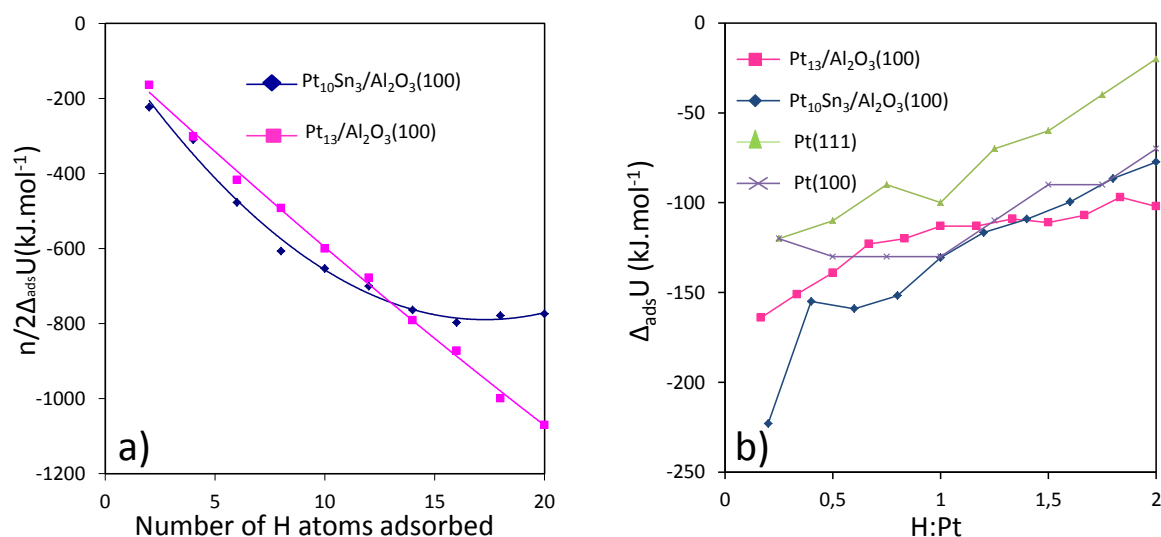 0
-200
-400
-600
-800
-1000
-1200
0
5
10
15
20
n/2Δads U(kJ.mol-1)
Number of H atoms adsorbed
Pt10Sn3/Al2O3(100)
Pt13/Al2O3(100)
a)
0
-50
-100
-150
-200
-250
0
0,5
1
1,5
2
Δads U (kJ.mol-1)
H:Pt
Pt13/Al2O3(100)
Pt10Sn3/Al2O3(100)
Pt(111)
Pt(100)
b)